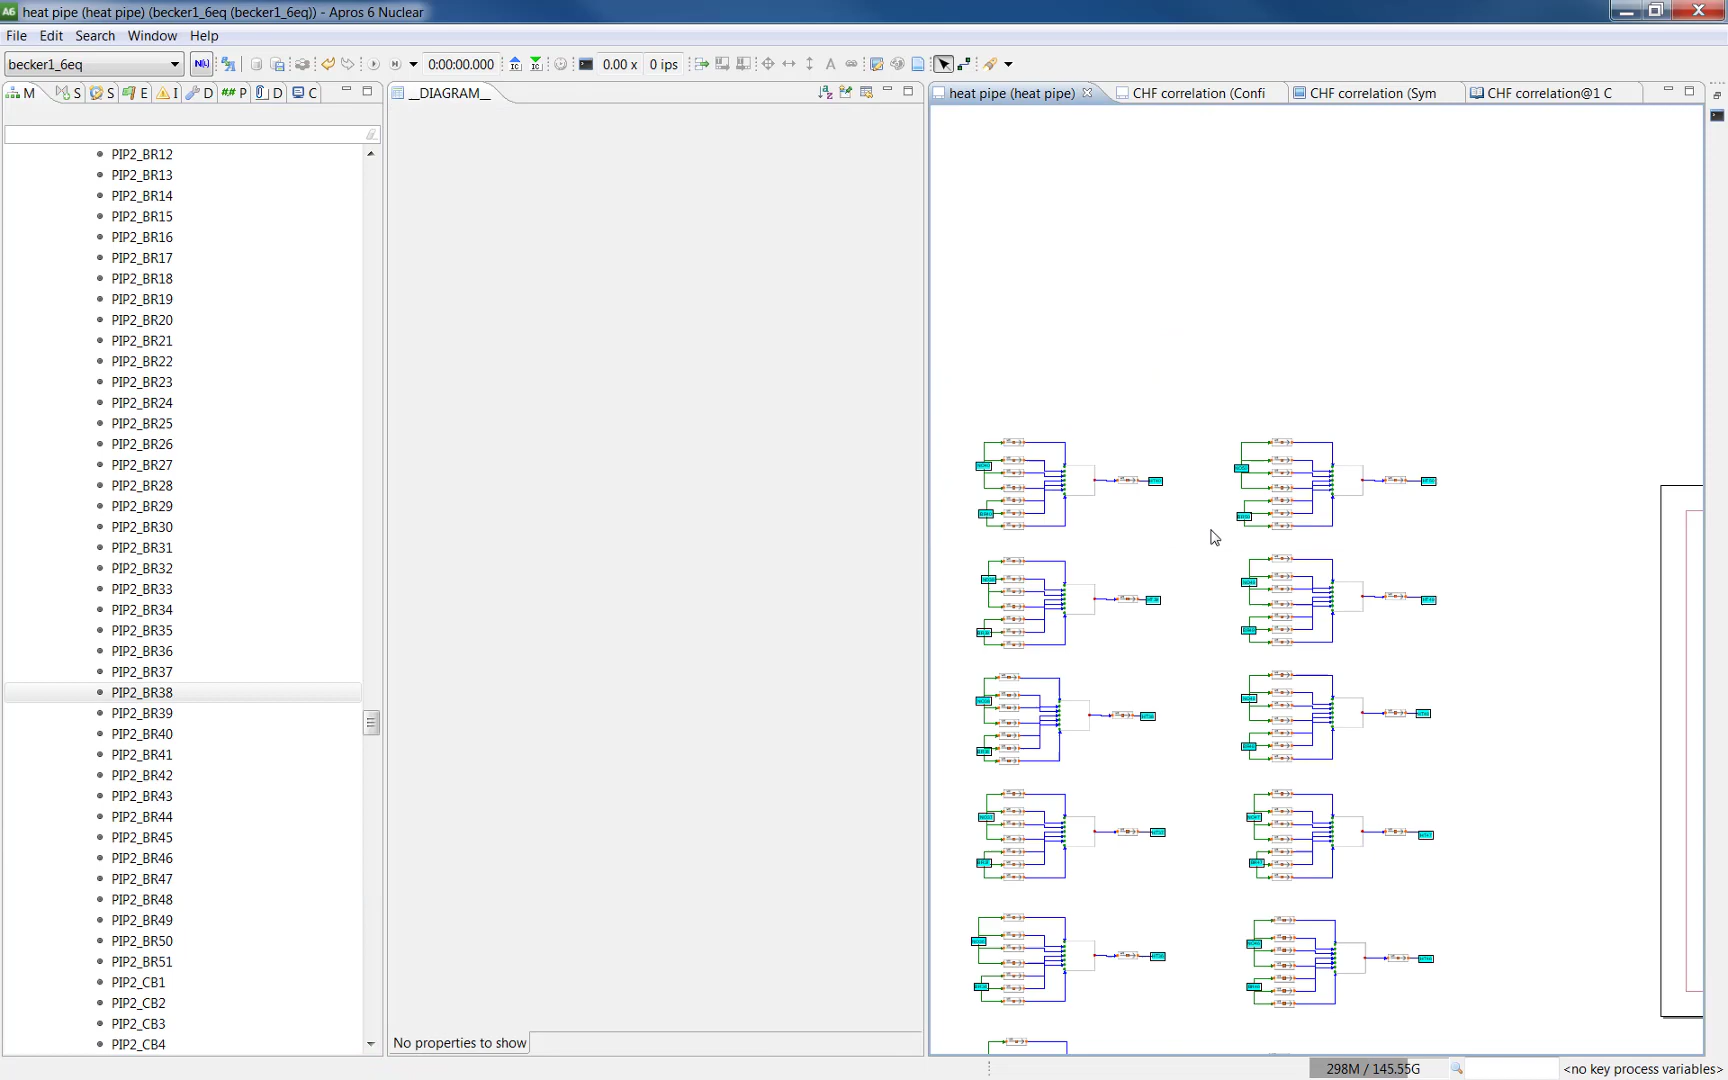 A6 heat pipe (heat pipe) (becker1_6eq (becker1_6eq)) - Apros 6 Nuclear
File Edit Search Window Help
becker1_6eq N(\) 0:00:00.000 IC IC 0.00 x 0 ips A
M S S E I D ## P D C
__DIAGRAM__
heat pipe (heat pipe) CHF correlation (Confi CHF correlation (Sym CHF correlation@1 C
PIP2_BR12
PIP2_BR13
PIP2_BR14
PIP2_BR15
PIP2_BR16
PIP2_BR17
PIP2_BR18
PIP2_BR19
PIP2_BR20
PIP2_BR21
PIP2_BR22
PIP2_BR23
PIP2_BR24
PIP2_BR25
PIP2_BR26
PIP2_BR27
PIP2_BR28
PIP2_BR29
PIP2_BR30
PIP2_BR31
PIP2_BR32
PIP2_BR33
PIP2_BR34
PIP2_BR35
PIP2_BR36
PIP2_BR37
PIP2_BR38
PIP2_BR39
PIP2_BR40
PIP2_BR41
PIP2_BR42
PIP2_BR43
PIP2_BR44
PIP2_BR45
PIP2_BR46
PIP2_BR47
PIP2_BR48
PIP2_BR49
PIP2_BR50
PIP2_BR51
PIP2_CB1
PIP2_CB2
PIP2_CB3
PIP2_CB4
No properties to show
298M / 145.55G <no key process variables>